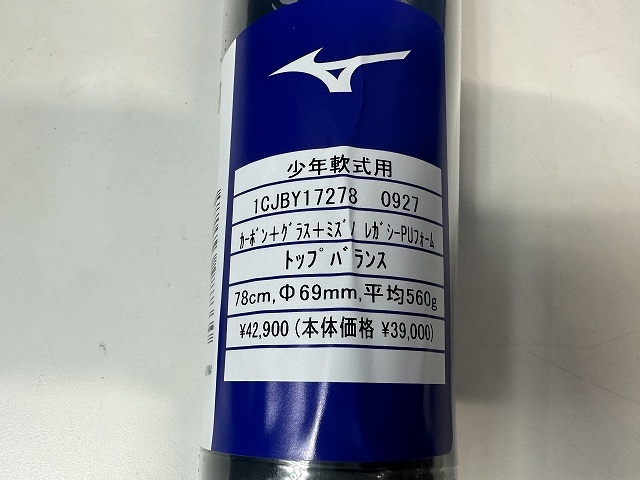 少年軟式用
1CJBY17278 0927
ｶｰﾎﾞﾝ＋ｸﾞﾗｽ＋ﾐｽﾞﾉ ﾚｶﾞｼｰPUフォーム
トップバランス
78cm,Φ69mm,平均560g
¥42,900（本体価格 ¥39,000）